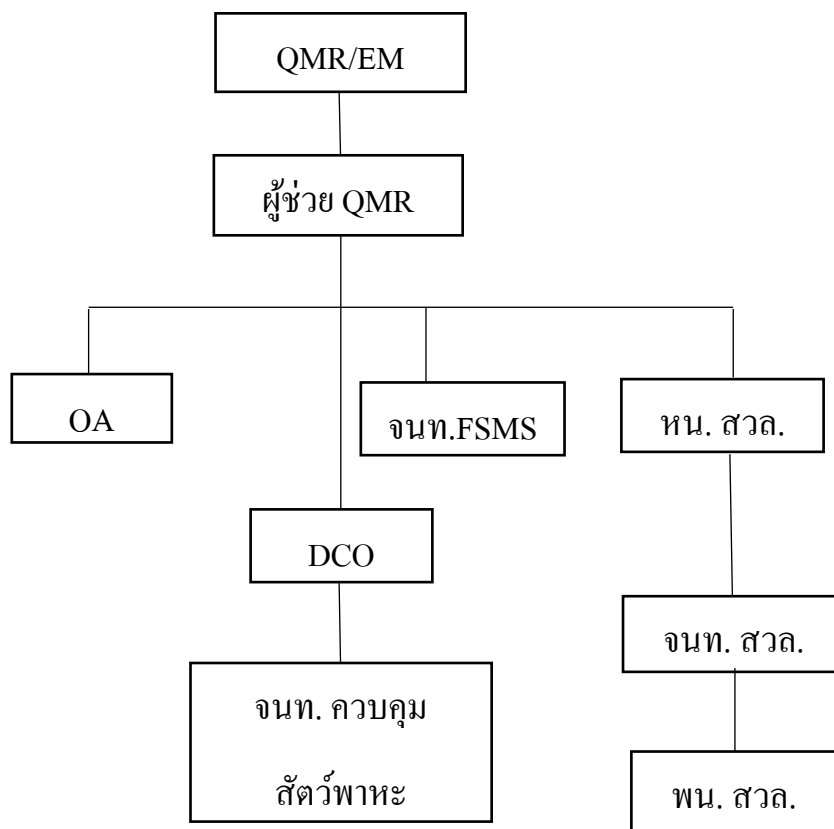 QMR/EM
ผู้ช่วย QMR
OA
จนท.FSMS
หน. สวล.
DCO
จนท. สวล.
จนท. ควบคุม
สัตว์พาหะ
พน. สวล.